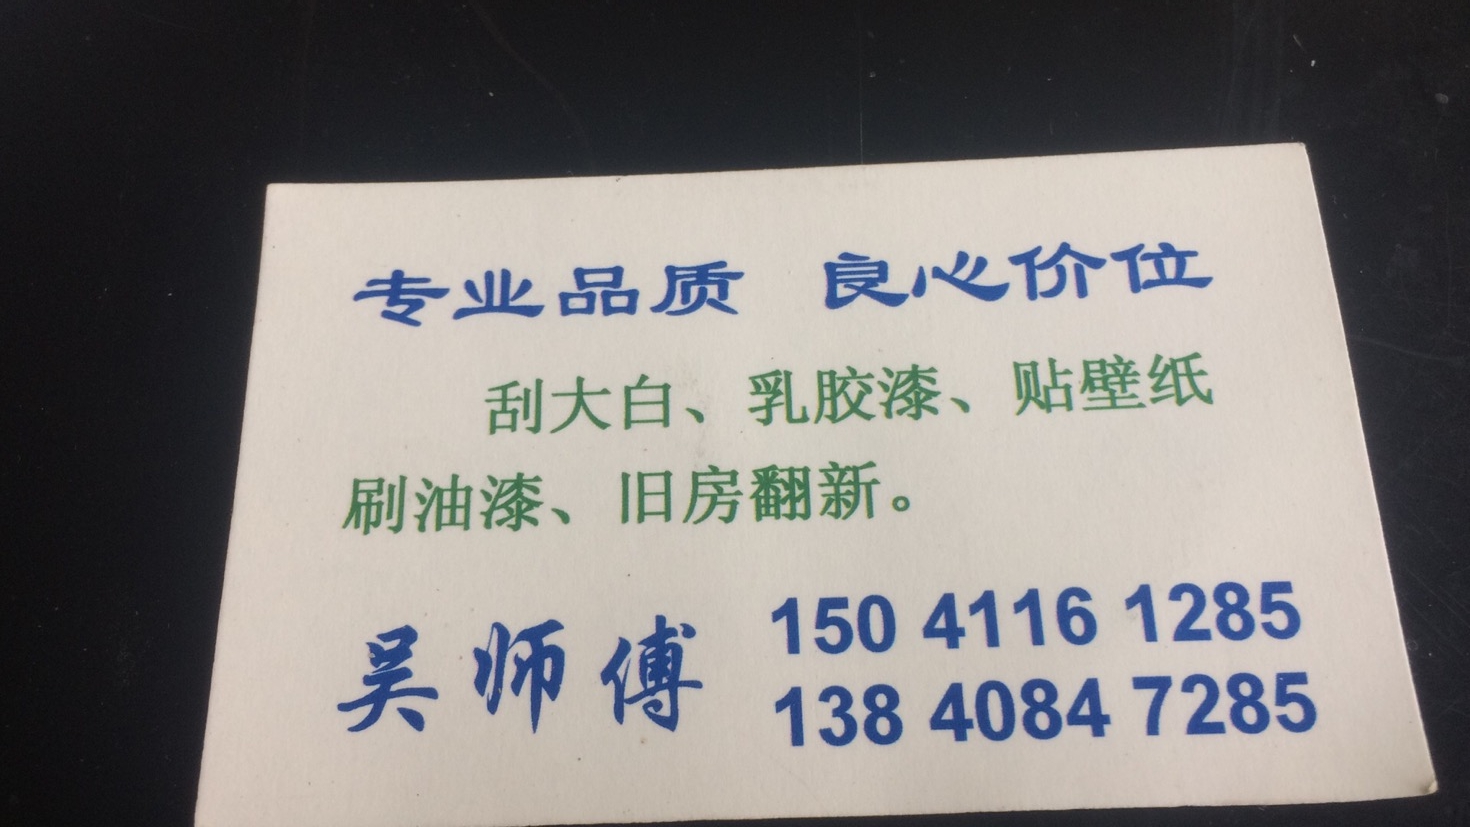 专业品质 良心价位
刮大白、乳胶漆、贴壁纸
刷油漆、旧房翻新。
吴师傅
150 4116 1285
138 4084 7285